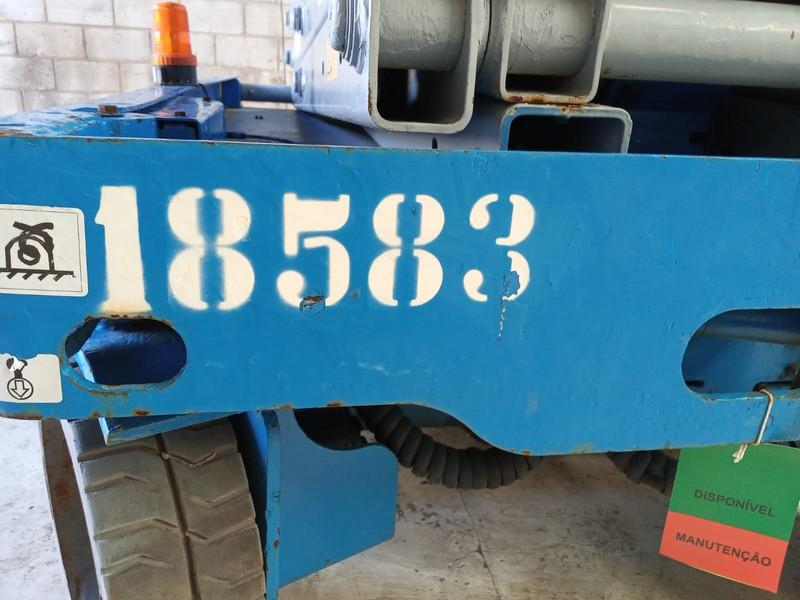 18583
DISPONÍVEL
MANUTENÇÃO